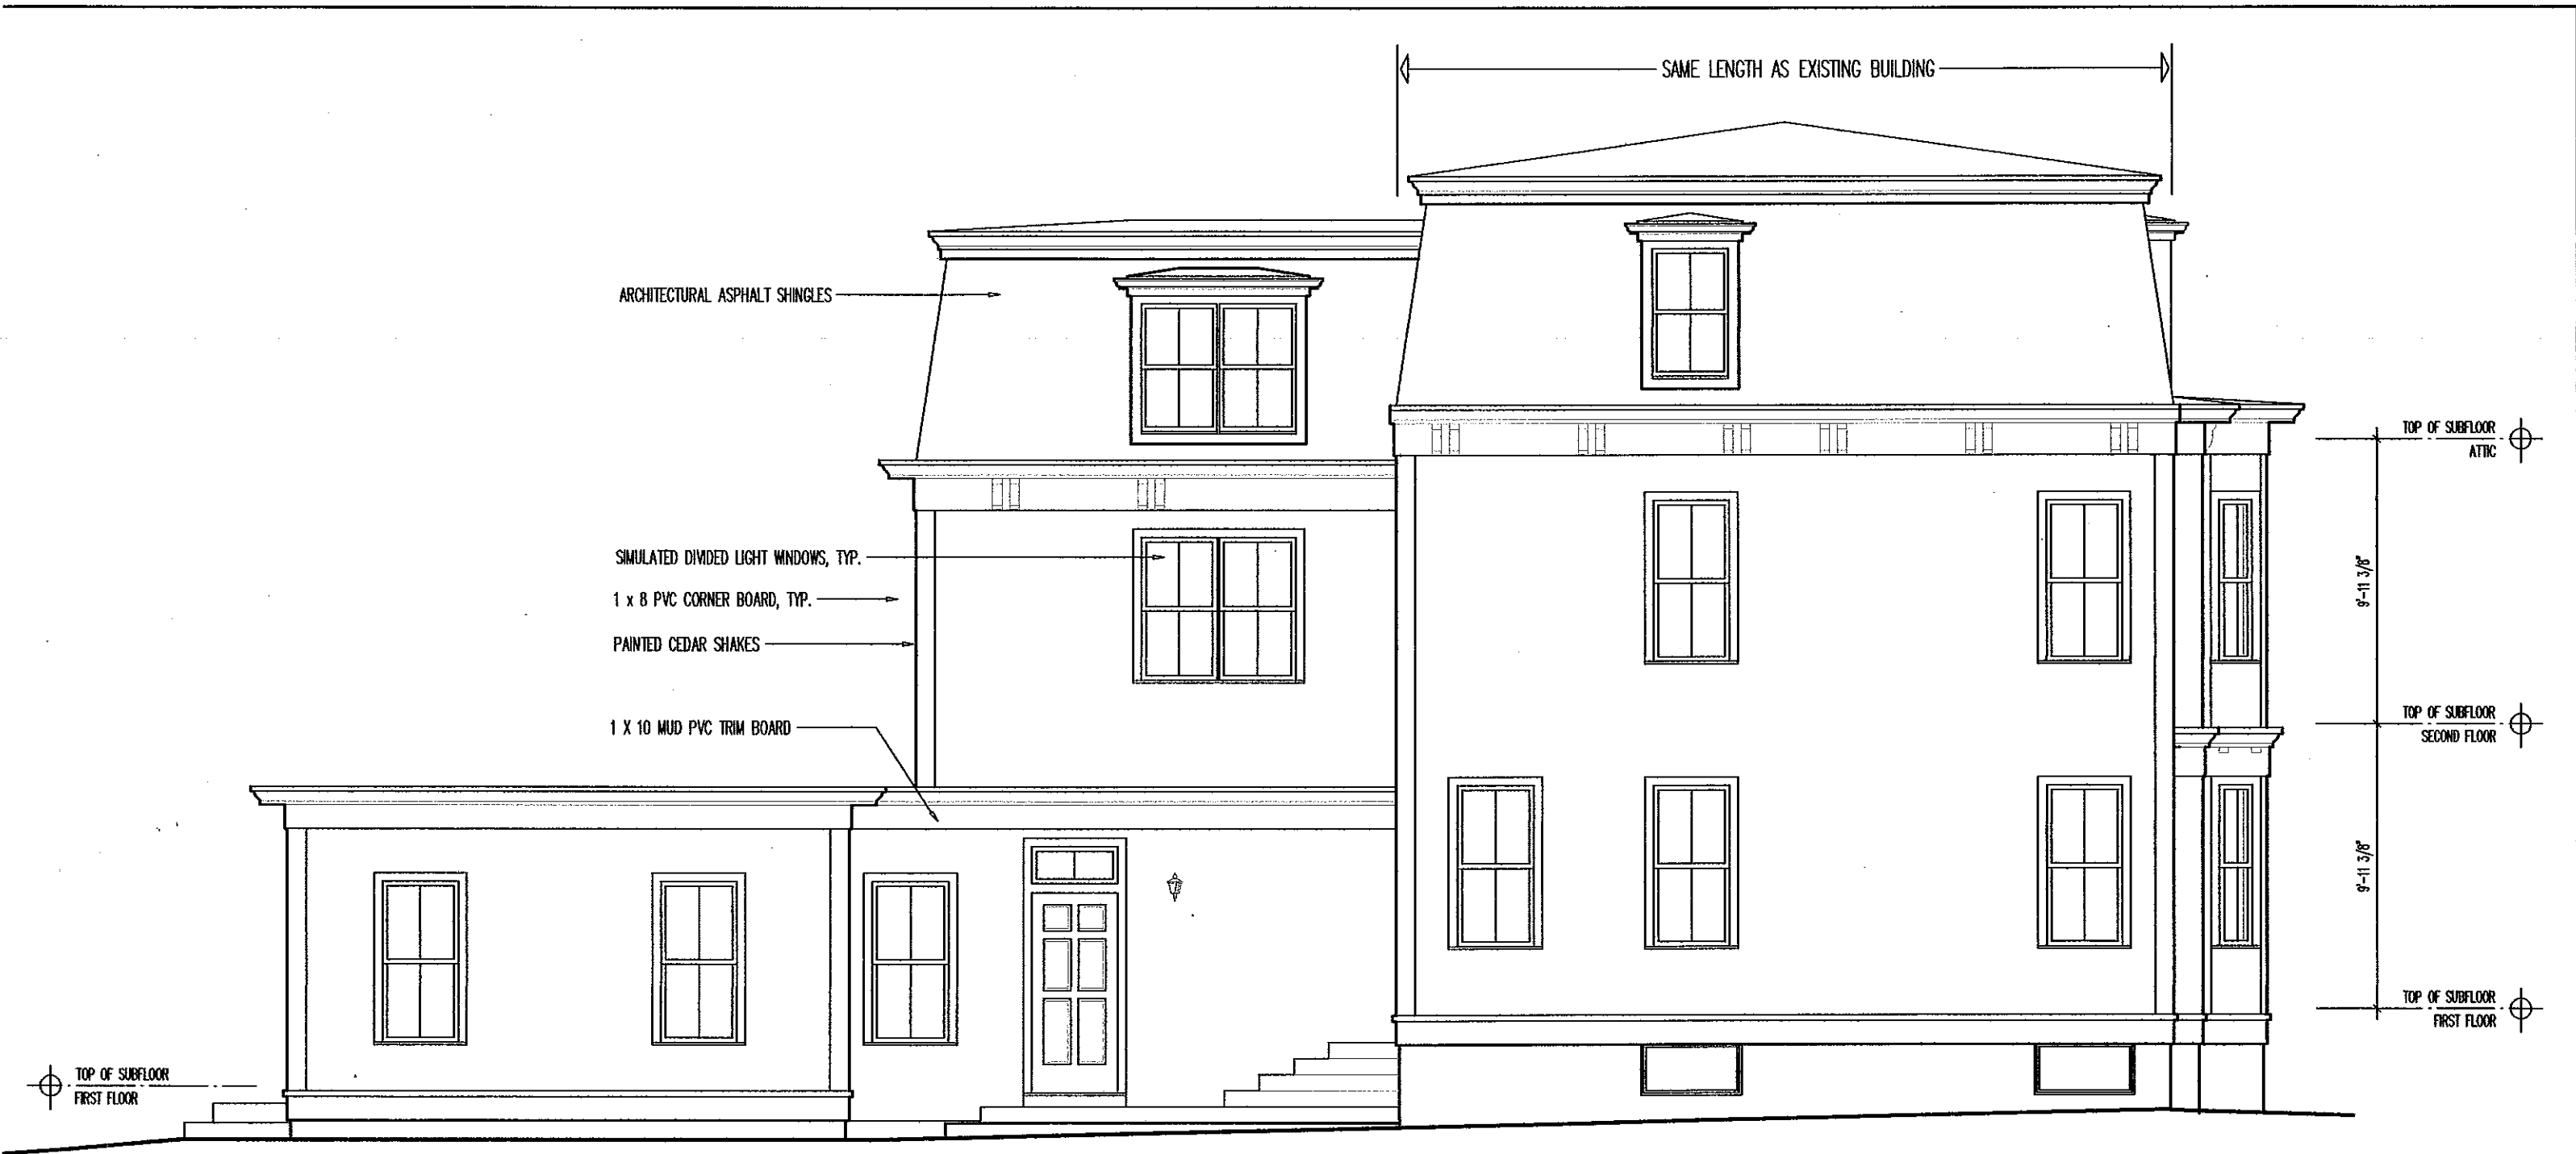 SAME LENGTH AS EXISTING BUILDING
ARCHITECTURAL ASPHALT SHINGLES
TOP OF SUBFLOOR
ATTIC
SIMULATED DIVIDED LIGHT WINDOWS, TYP.
9'-11 3/8"
1 x 8 PVC CORNER BOARD, TYP.
PAINTED CEDAR SHAKES
TOP OF SUBFLOOR
SECOND FLOOR
1 X 10 MUD PVC TRIM BOARD
9'-11 3/8"
TOP OF SUBFLOOR
FIRST FLOOR
TOP OF SUBFLOOR
FIRST FLOOR